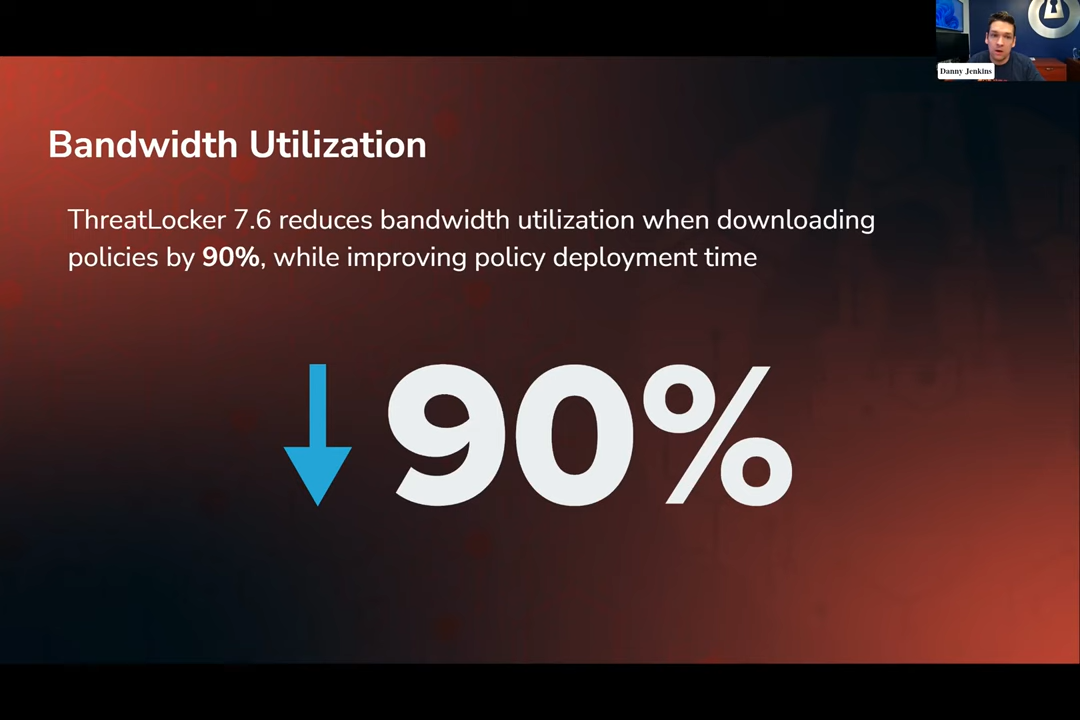 Danny Jenkins
Bandwidth Utilization
ThreatLocker 7.6 reduces bandwidth utilization when downloading
policies by 90%, while improving policy deployment time
90%